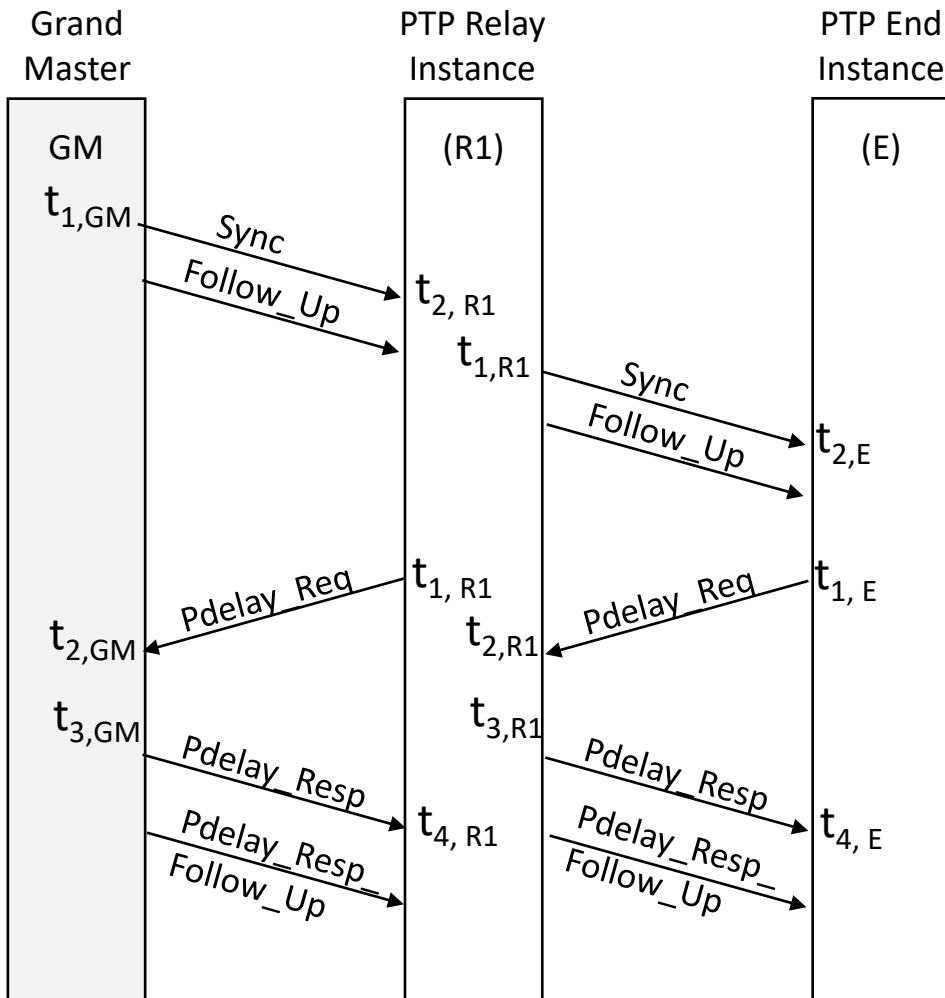 Grand
Master
PTP Relay
Instance
PTP End
Instance
GM
(R1)
(E)
t1,GM
Sync
Follow_Up
t2, R1
t1,R1
Sync
Follow_Up
t2,E
t1, R1
Pdelay_Req
t2,GM
t1, E
Pdelay_Req
t2,R1
t3,GM
Pdelay_Resp
t4, R1
Pdelay_Resp_
Follow_Up
t3,R1
Pdelay_Resp
t4, E
Pdelay_Resp_
Follow_Up